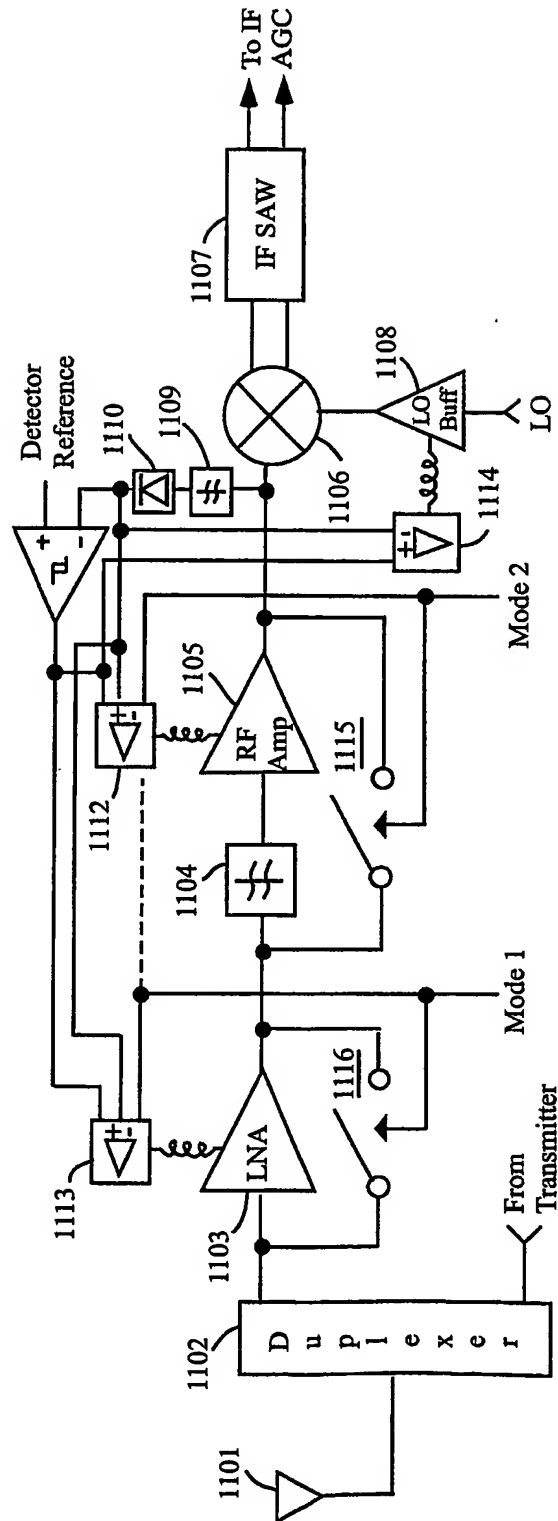 1101
1102
Duplexer
From
Transmitter
1103
LNA
1113
+
-
1116
Mode 1
1104
1112
+
-
1105
RF
Amp
1115
Mode 2
Detector
Reference
+
-
1110
1109
1106
1114
+
-
1108
LO
Buff
LO
1107
IF SAW
To IF
AGC